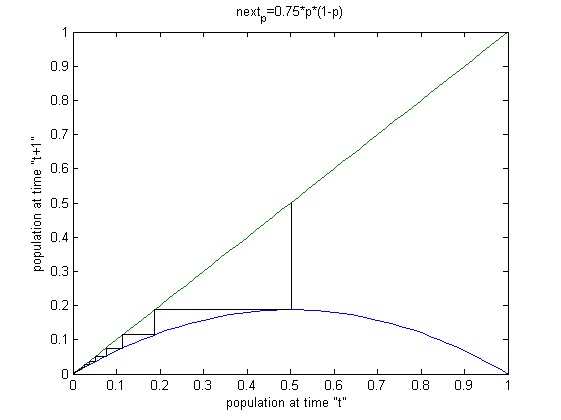 next_p=0.75*p*(1-p)
1
0.9
0.8
0.7
0.6
0.5
0.4
0.3
0.2
0.1
0
population at time "t+1"
0 0.1 0.2 0.3 0.4 0.5 0.6 0.7 0.8 0.9 1
population at time "t"